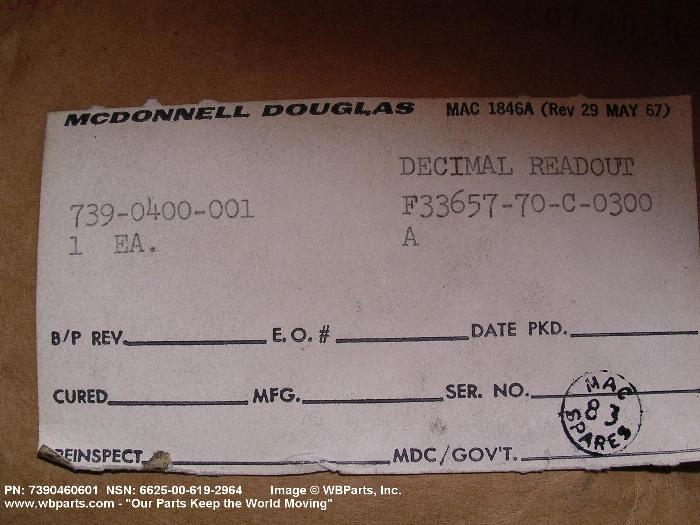 MCDONNELL DOUGLAS MAC 1846A (Rev 29 MAY 67)
DECIMAL READOUT
739-0400-001 F33657-70-C-0300
1 EA. A
B/P REV. E.O. # DATE PKD.
CURED MFG. SER. NO.
MAC
83
SPARES
REINSPECT MDC/GOV'T.
PN: 7390460601 NSN: 6625-00-619-2964 Image © WBParts, Inc.
www.wbparts.com - "Our Parts Keep the World Moving"